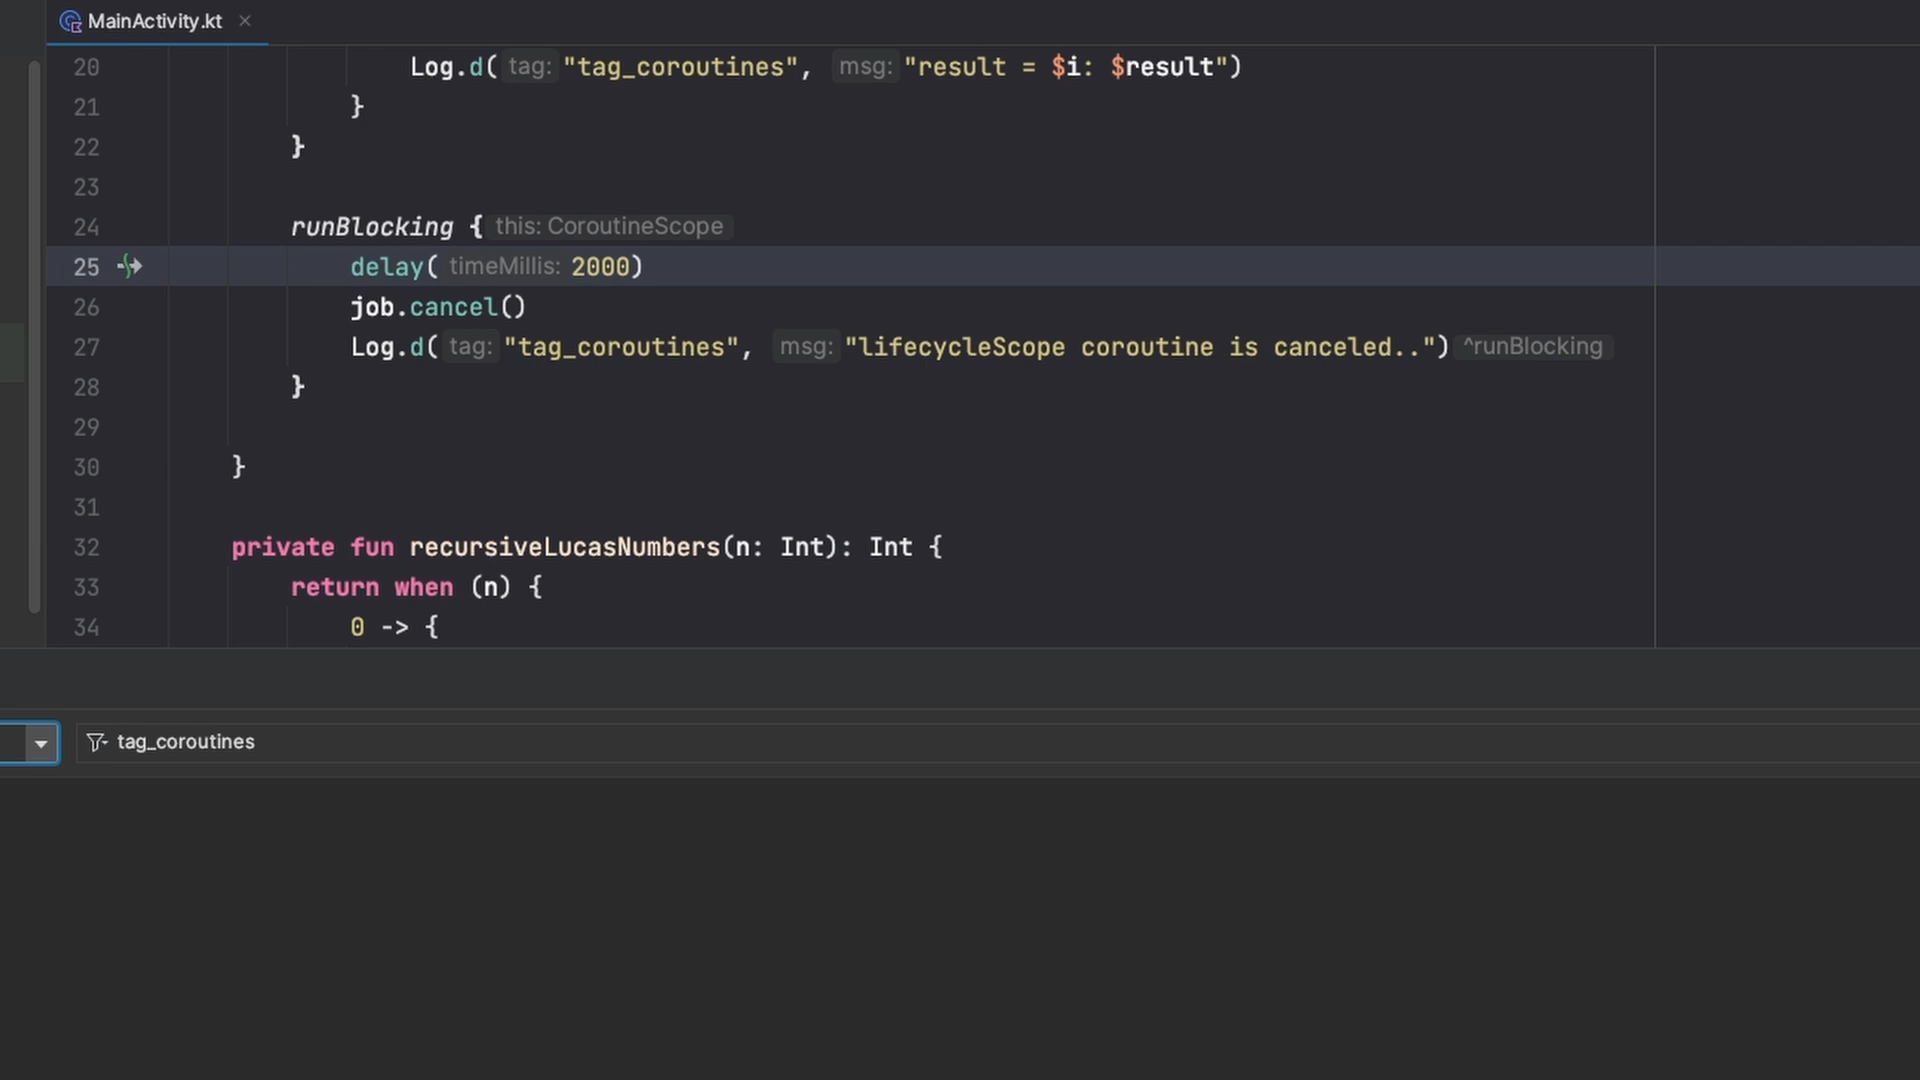 MainActivity.kt
20 Log.d( tag: "tag_coroutines", msg: "result = $i: $result")
21 }
22 }
23
24 runBlocking { this: CoroutineScope
25 delay( timeMillis: 2000)
26 job.cancel()
27 Log.d( tag: "tag_coroutines", msg: "lifecycleScope coroutine is canceled..") ^runBlocking
28 }
29
30 }
31
32 private fun recursiveLucasNumbers(n: Int): Int {
33 return when (n) {
34 0 -> {
tag_coroutines